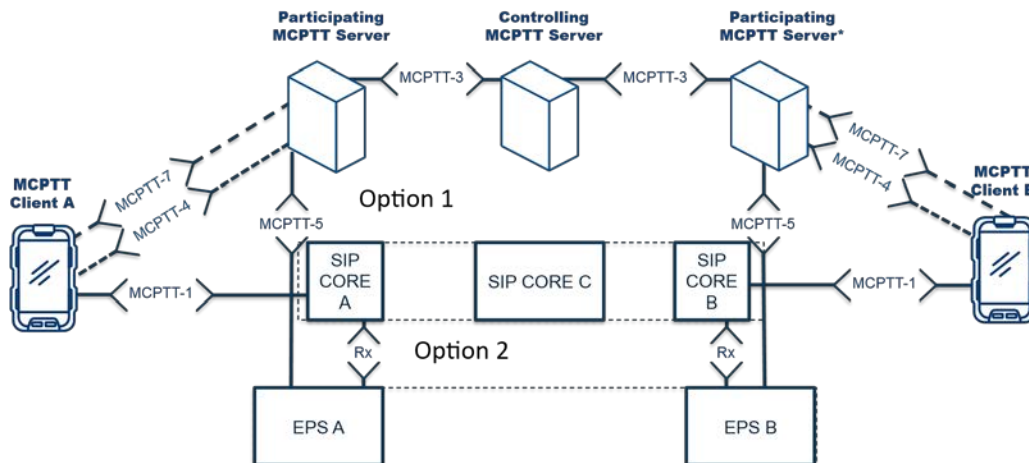 Participating
MCPTT Server
Controlling
MCPTT Server
Participating
MCPTT Server*
MCPTT-3
MCPTT-3
MCPTT
Client A
MCPTT-7
MCPTT-4
MCPTT-7
MCPTT-4
MCPTT
Client B
Option 1
MCPTT-5
MCPTT-5
MCPTT-1
SIP
CORE
A
SIP CORE C
SIP
CORE
B
MCPTT-1
Rx
Option 2
Rx
EPS A
EPS B